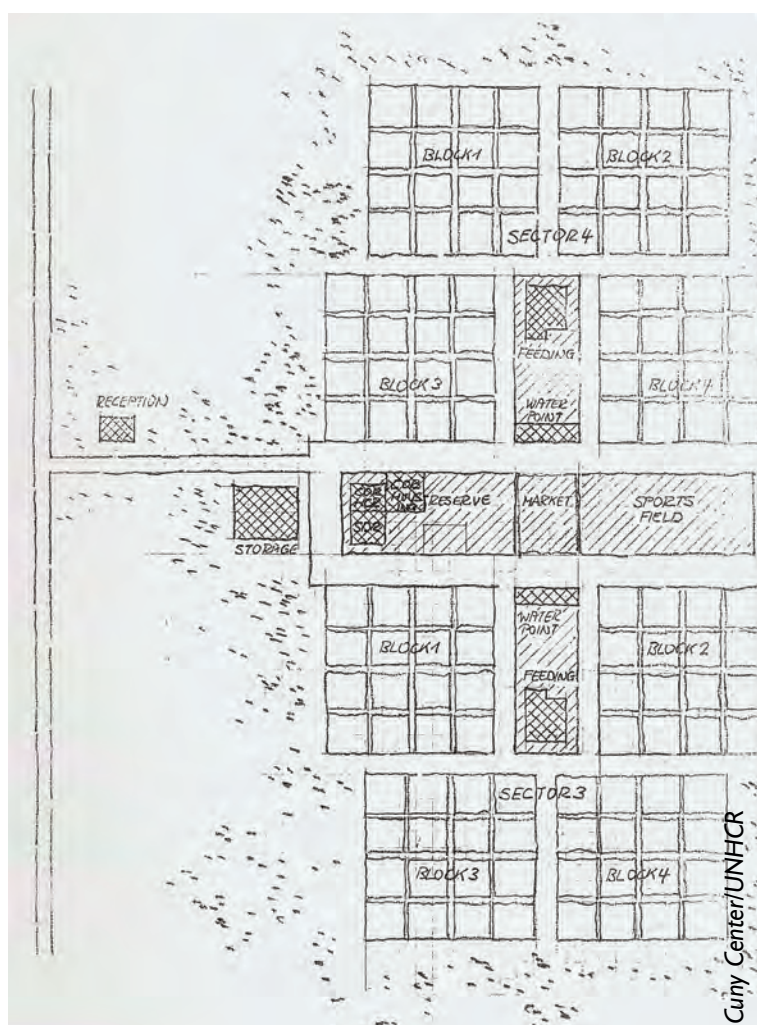 BLOCK1
BLOCK2
SECTOR4
FEEDING
BLOCK3
BLOCK4
RECEPTION
WATER
POINT
RESERVE
MARKET
SPORTS
FIELD
STORAGE
WATER
POINT
BLOCK1
BLOCK2
FEEDING
SECTOR3
BLOCK3
BLOCK4
Cuny Center/UNHCR